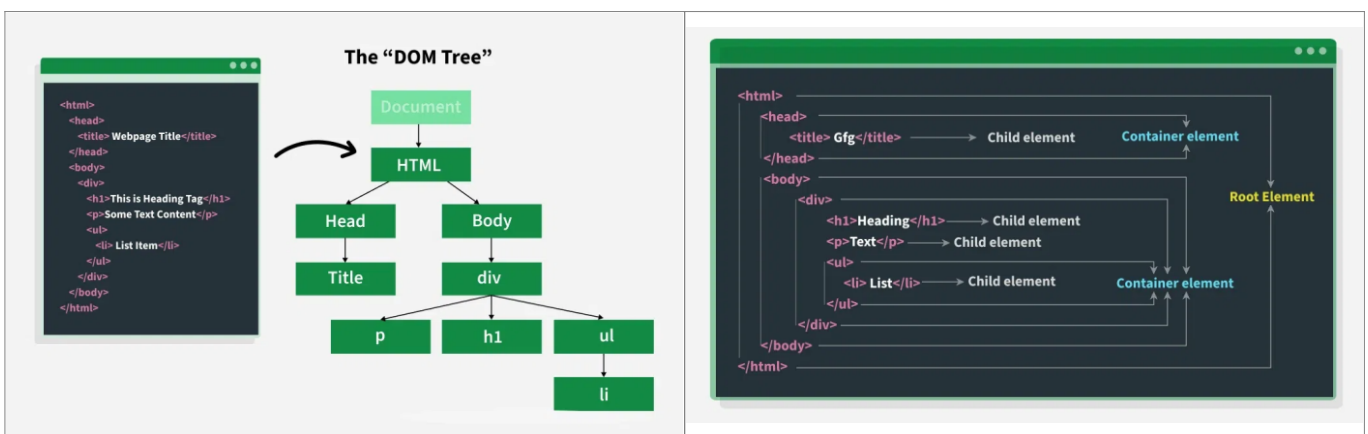 The “DOM Tree”
<html>
<head>
<title> Webpage Title</title>
</head>
<body>
<div>
<h1>This is Heading Tag</h1>
<p>Some Text Content</p>
<ul>
<li> List Item</li>
</ul>
</div>
</body>
</html>
Document
HTML
Head
Body
Title
div
p
h1
ul
li
<html>
<head>
<title> Gfg</title>
Child element
Container element
</head>
<body>
Root Element
<div>
<h1>Heading</h1>
Child element
<p>Text</p>
Child element
<ul>
<li> List</li>
Child element
Container element
</ul>
</div>
</body>
</html>